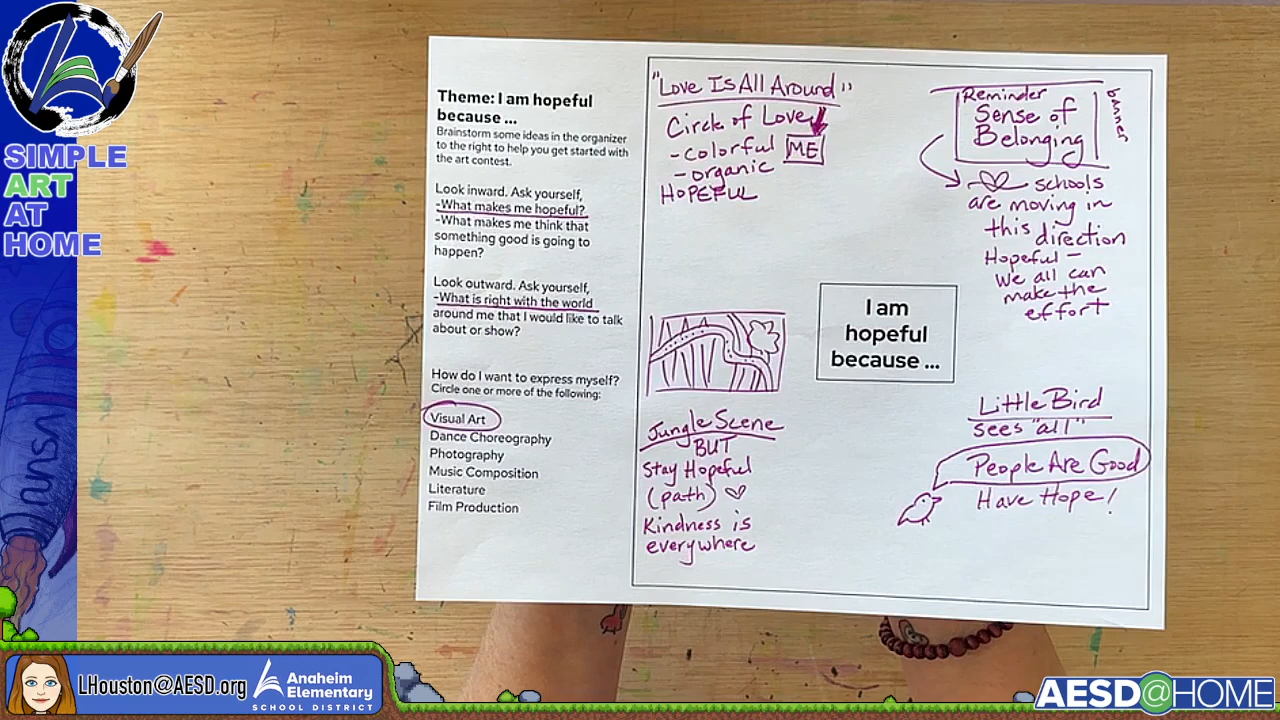 SIMPLE
ART
AT
HOME
Theme: I am hopeful
because ...
Brainstorm some ideas in the organizer
to the right to help you get started with
the art contest.
Look inward. Ask yourself,
-What makes me hopeful?
-What makes me think that
something good is going to
happen?
Look outward. Ask yourself,
-What is right with the world
around me that I would like to talk
about or show?
How do I want to express myself?
Circle one or more of the following:
Visual Art
Dance Choreography
Photography
Music Composition
Literature
Film Production
"Love Is All Around"
Circle of Love
-colorful ME
-organic
HOPEFUL
Reminder
Sense of
Belonging
banner
schools
are moving in
this direction
Hopeful -
We all can
make the
effort
I am
hopeful
because ...
Jungle Scene
BUT
Stay Hopeful
(path) ♡
Kindness is
everywhere
Little Bird
sees "all"
People Are Good
Have Hope!
LHouston@AESD.org
Anaheim
Elementary
SCHOOL DISTRICT
AESD@HOME